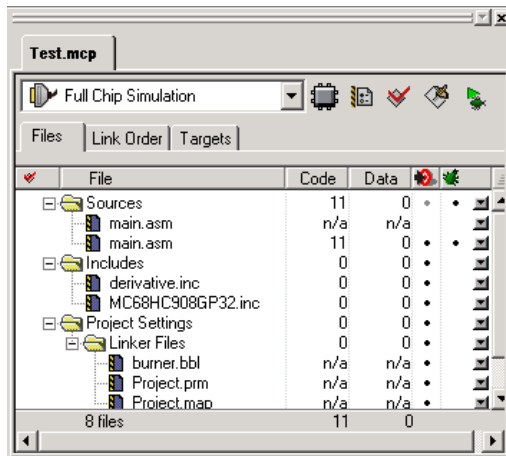 Test.mcp
Full Chip Simulation
Files Link Order Targets
File Code Data
Sources 11 0
main.asm n/a n/a
main.asm 11 0
Includes 0 0
derivative.inc 0 0
MC68HC908GP32.inc 0 0
Project Settings 0 0
Linker Files 0 0
burner.bbl n/a n/a
Project.prm n/a n/a
Project.map n/a n/a
8 files 11 0